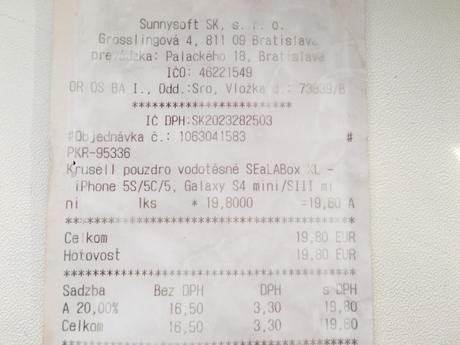 Sunnysoft SK, s. r. o.
Grosslingová 4, 811 09 Bratislava
prevádzka: Palackého 18, Bratislava
IČO: 46221549
OR OS BA I., Odd.:Sro, Vložka č.: 73939/B
************************
IČ DPH:SK2023282503
#Objednávka č.: 1063041583 #
PKR-95336
Krusell pouzdro vodotěsné SEaLABox XL -
iPhone 5S/5C/5, Galaxy S4 mini/SIII mi
ni 1ks * 19,8000 =19,80 A
********************************************
Celkom 19,80 EUR
Hotovosť 19,80 EUR
********************************************
Sadzba Bez DPH DPH s DPH
A 20,00% 16,50 3,30 19,80
Celkom 16,50 3,30 19,80
********************************************